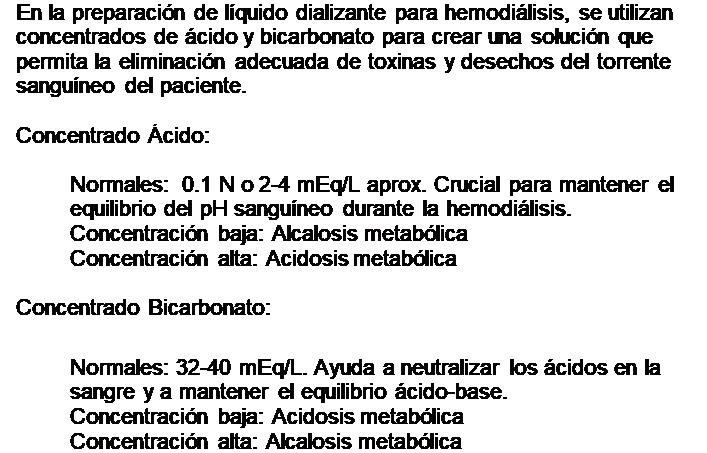 En la preparación de líquido dializante para hemodiálisis, se utilizan
concentrados de ácido y bicarbonato para crear una solución que
permita la eliminación adecuada de toxinas y desechos del torrente
sanguíneo del paciente.
Concentrado Ácido:
Normales: 0.1 N o 2-4 mEq/L aprox. Crucial para mantener el
equilibrio del pH sanguíneo durante la hemodiálisis.
Concentración baja: Alcalosis metabólica
Concentración alta: Acidosis metabólica
Concentrado Bicarbonato:
Normales: 32-40 mEq/L. Ayuda a neutralizar los ácidos en la
sangre y a mantener el equilibrio ácido-base.
Concentración baja: Acidosis metabólica
Concentración alta: Alcalosis metabólica